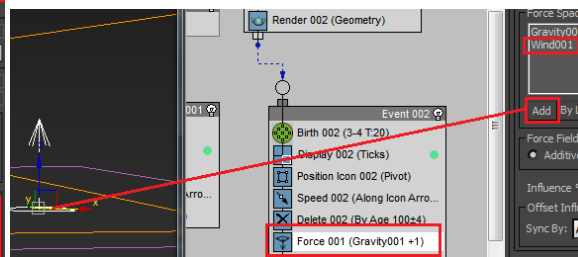 Render 002 (Geometry)
001
Event 002
Birth 002 (3-4 T:20)
Display 002 (Ticks)
Position Icon 002 (Pivot)
Speed 002 (Along Icon Arro...
Arro...
Delete 002 (By Age 100±4)
Force 001 (Gravity001 +1)
y
x
Force Spac
Gravity00
Wind001
Add By L
Force Field
Additive
Influence %
Offset Infl
Sync By: A